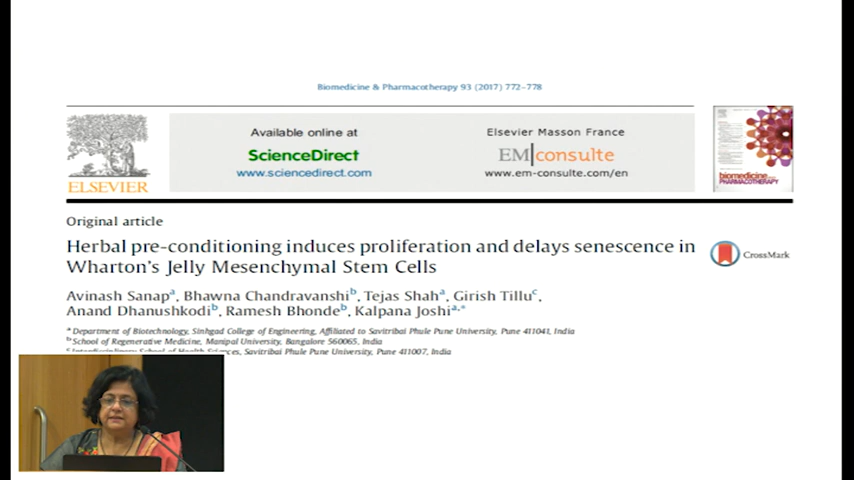 Biomedicine & Pharmacotherapy 93 (2017) 772–778
ELSEVIER
Available online at
ScienceDirect
www.sciencedirect.com
Elsevier Masson France
EM|consulte
www.em-consulte.com/en
biomedicine
PHARMACOTHERAPY
Original article
Herbal pre-conditioning induces proliferation and delays senescence in
Wharton's Jelly Mesenchymal Stem Cells
CrossMark
Avinash Sanapa, Bhawna Chandravanshib, Tejas Shaha, Girish Tilluc,
Anand Dhanushkodib, Ramesh Bhondeb, Kalpana Joshia,*
a Department of Biotechnology, Sinhgad College of Engineering, Affiliated to Savitribai Phule Pune University, Pune 411041, India
b School of Regenerative Medicine, Manipal University, Bangalore 560065, India
c Interdisciplinary School of Health Sciences, Savitribai Phule Pune University, Pune 411007, India